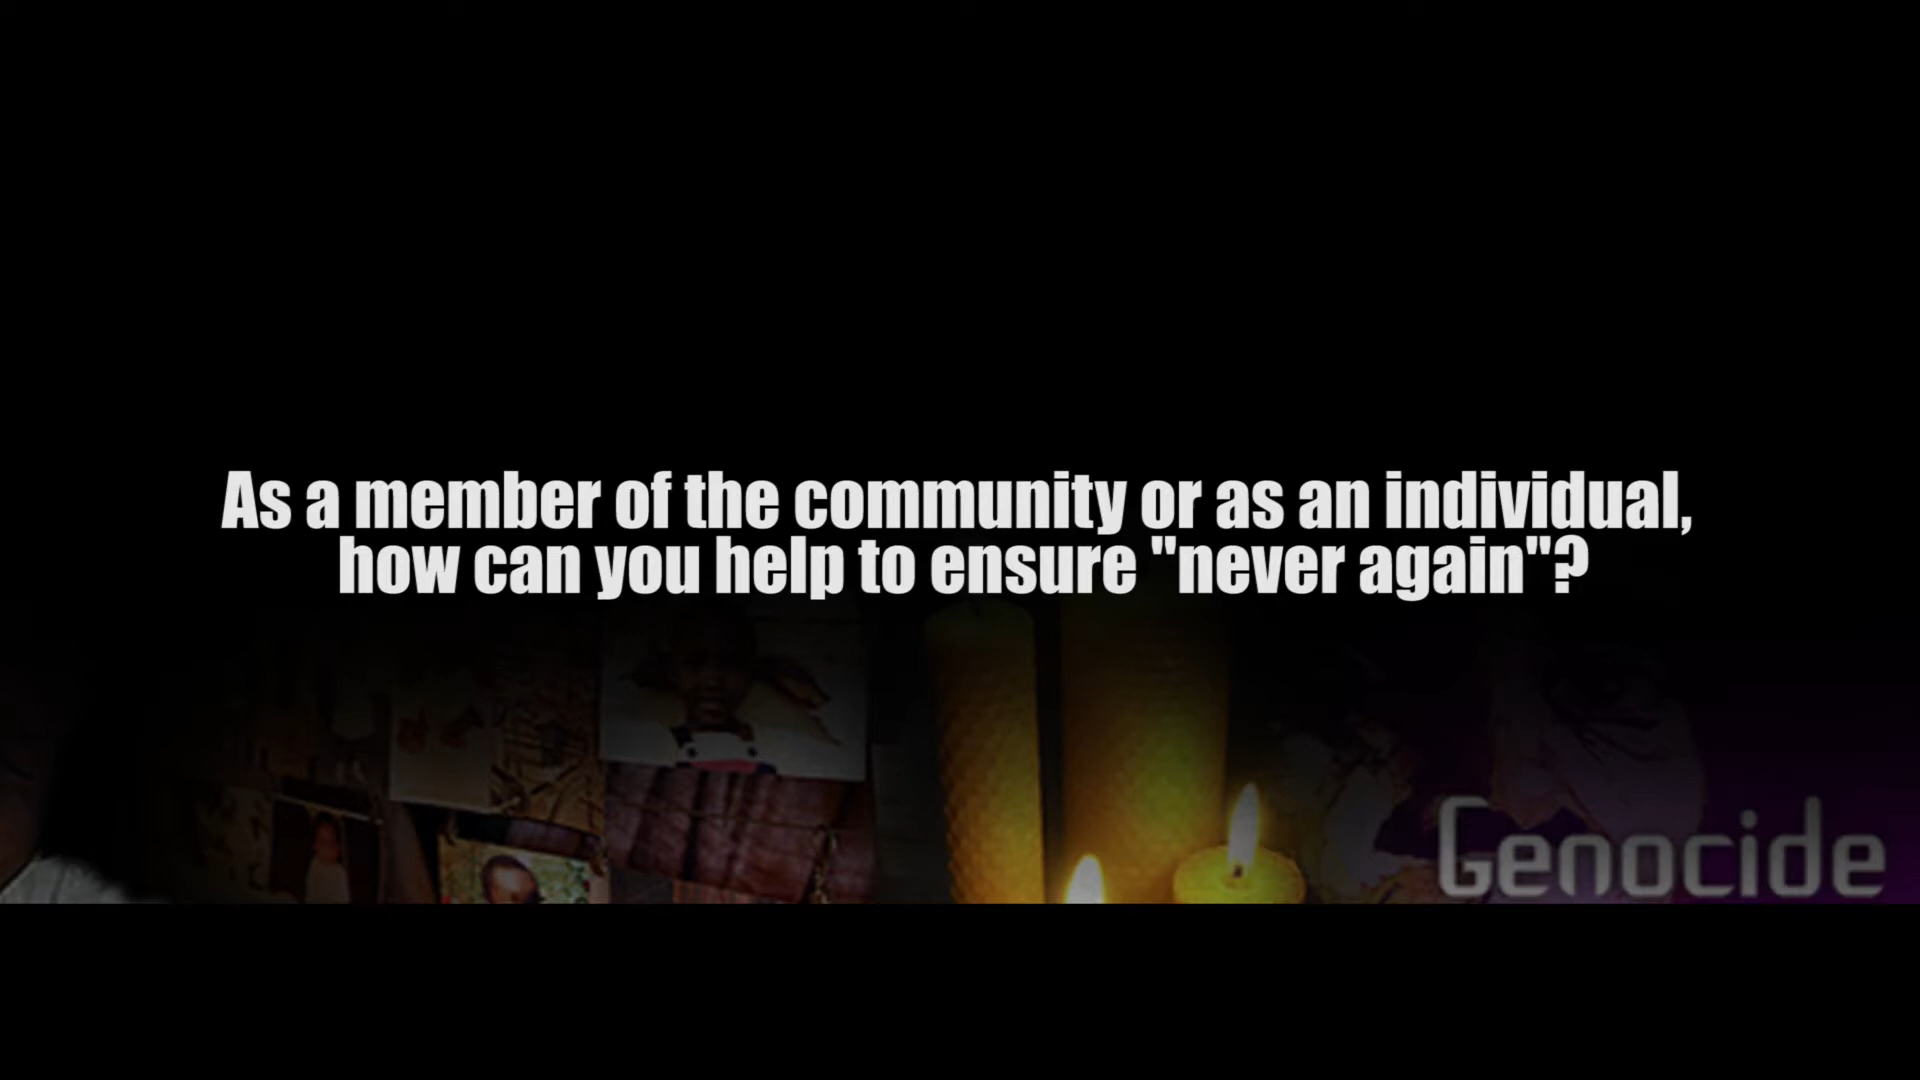 As a member of the community or as an individual,
how can you help to ensure "never again"?
Genocide